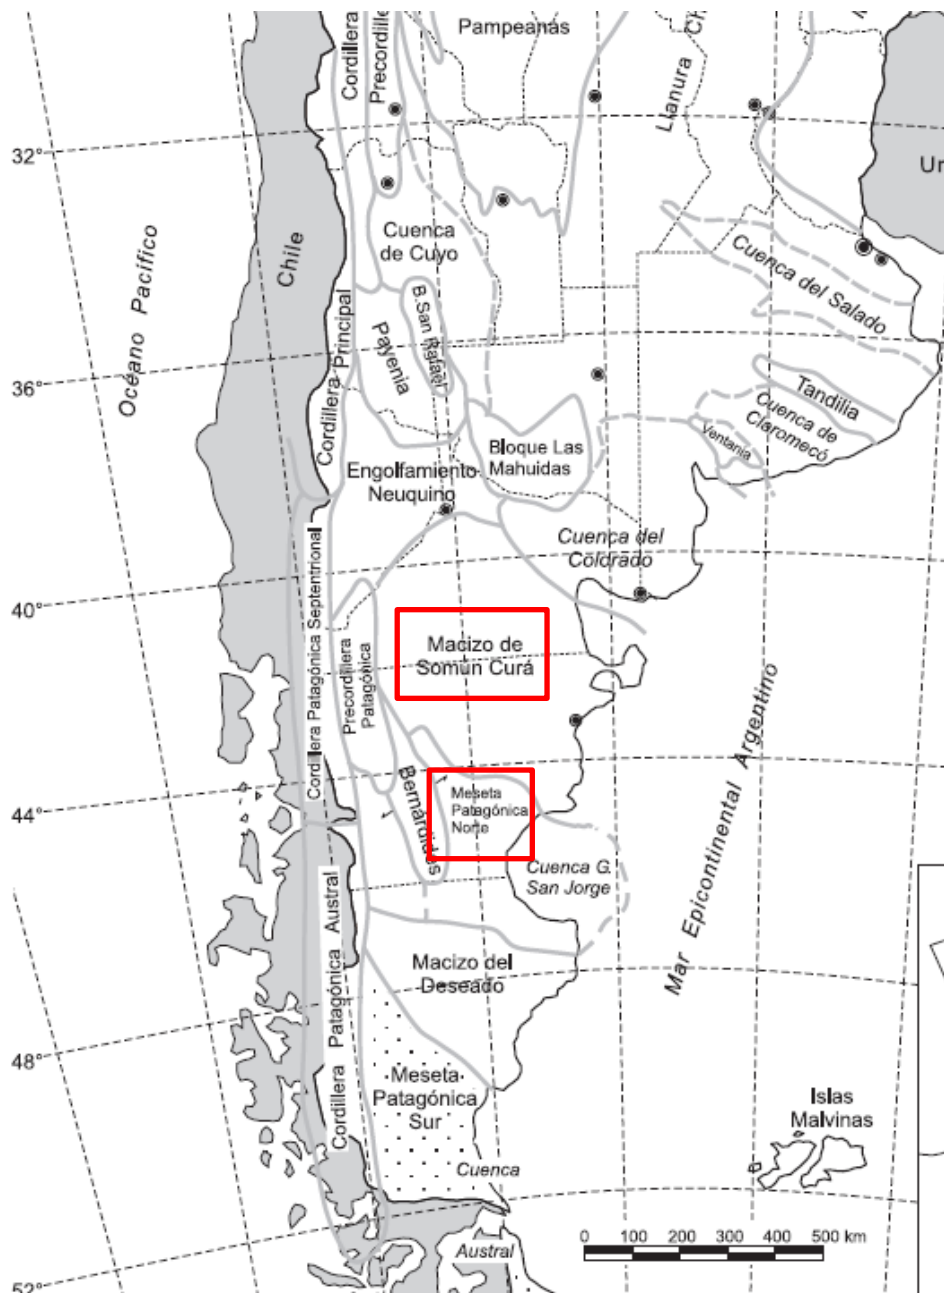 Pampeanas
Cordillera
Precordille
Llanura Ch
32°
Ur
Cuenca
de Cuyo
Cuenca del Salado
Océano Pacífico
Chile
B.San Rafael
Payenia
Cordillera Principal
36°
Tandilia
Cuenca de
Claromecó
Ventania
Bloque Las
Mahuidas
Engolfamiento
Neuquino
Cuenca del
Colorado
40°
Cordillera Patagónica Septentrional
Precordillera
Patagónica
Macizo de
Somún Curá
Mar Epicontinental Argentino
Bernárdides
Meseta
Patagónica
Norte
44°
Cuenca G.
San Jorge
Cordillera Patagónica Austral
Macizo del
Deseado
48°
Meseta
Patagónica
Sur
Islas
Malvinas
Cuenca
Austral
0 100 200 300 400 500 km
52°